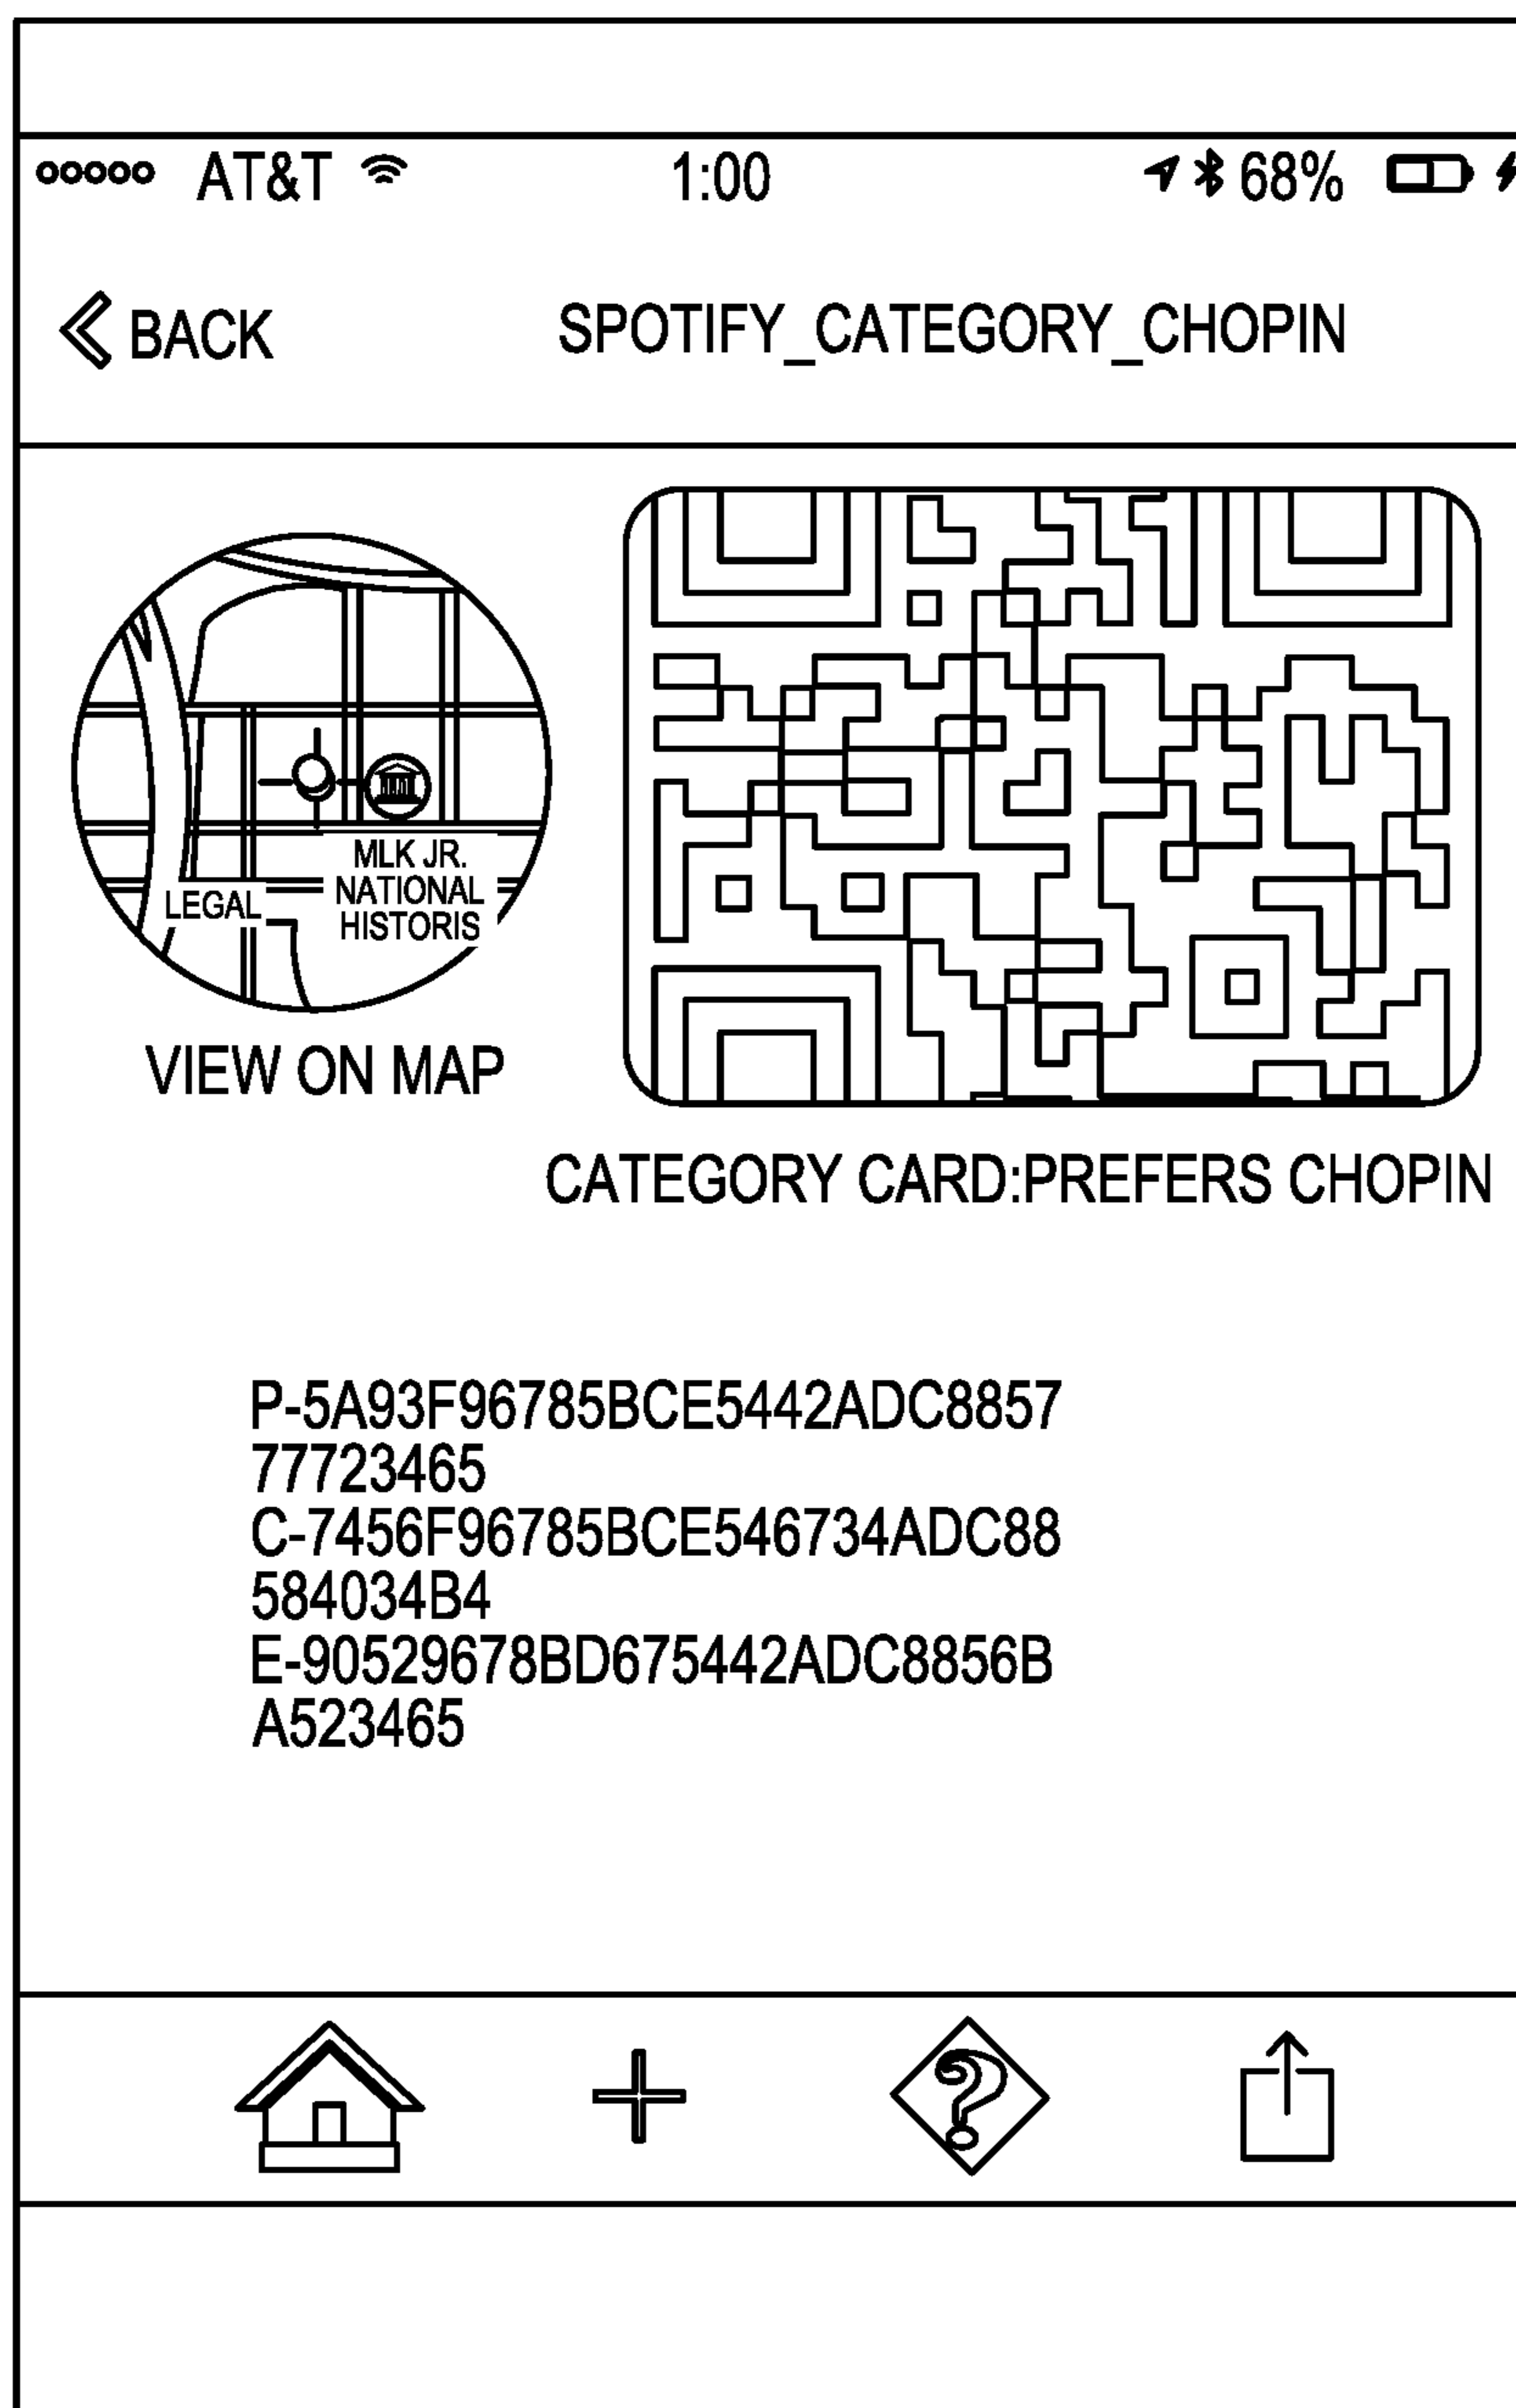 AT&T 1:00 68%
BACK SPOTIFY_CATEGORY_CHOPIN
MLK JR.
NATIONAL
HISTORIS
LEGAL
VIEW ON MAP
CATEGORY CARD:PREFERS CHOPIN
P-5A93F96785BCE5442ADC8857
77723465
C-7456F96785BCE546734ADC88
584034B4
E-90529678BD675442ADC8856B
A523465
?